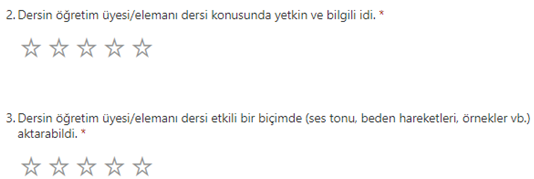 2. Dersin öğretim üyesi/elemanı dersi konusunda yetkin ve bilgili idi. *
3. Dersin öğretim üyesi/elemanı dersi etkili bir biçimde (ses tonu, beden hareketleri, örnekler vb.)
aktarabildi. *